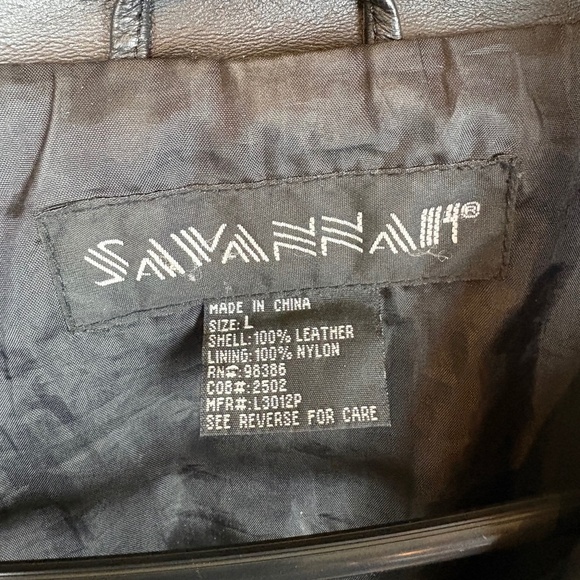 SAVANNAH®
MADE IN CHINA
SIZE: L
SHELL:100% LEATHER
LINING:100% NYLON
RN#:98386
COB#:2502
MFR#:L3012P
SEE REVERSE FOR CARE